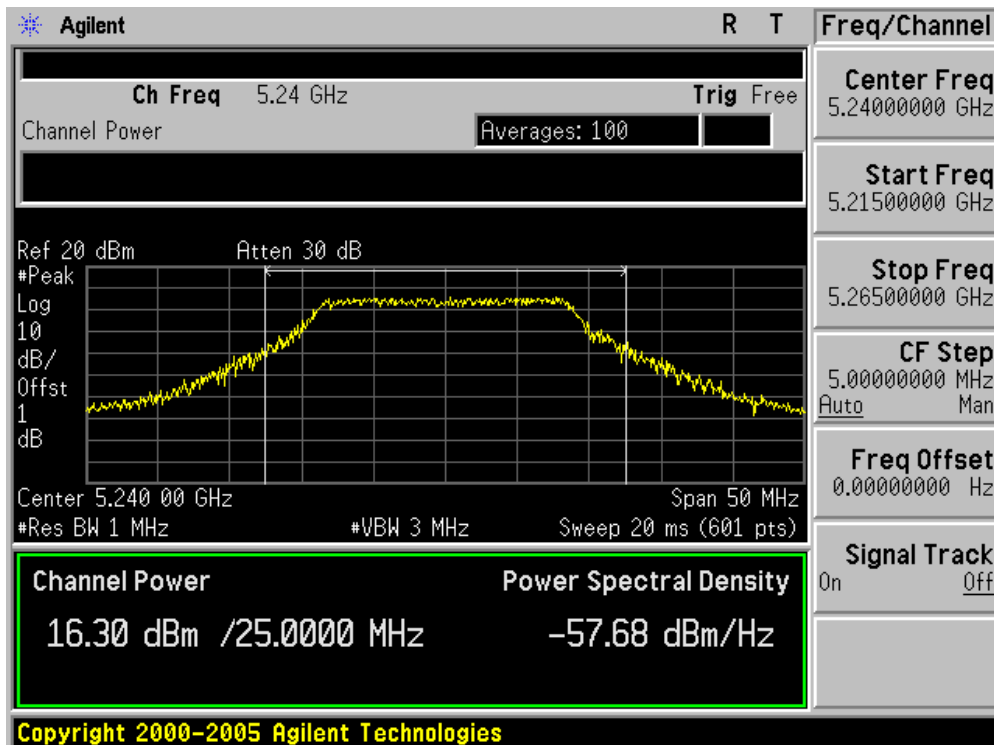 Agilent R T
Ch Freq 5.24 GHz Trig Free
Channel Power Averages: 100
Ref 20 dBm Atten 30 dB
#Peak
Log
10
dB/
Offst
1
dB
Center 5.240 00 GHz Span 50 MHz
#Res BW 1 MHz #VBW 3 MHz Sweep 20 ms (601 pts)
Channel Power Power Spectral Density
16.30 dBm /25.0000 MHz -57.68 dBm/Hz
Copyright 2000-2005 Agilent Technologies
Freq/Channel
Center Freq
5.24000000 GHz
Start Freq
5.21500000 GHz
Stop Freq
5.26500000 GHz
CF Step
5.00000000 MHz
Auto Man
Freq Offset
0.00000000 Hz
Signal Track
On Off